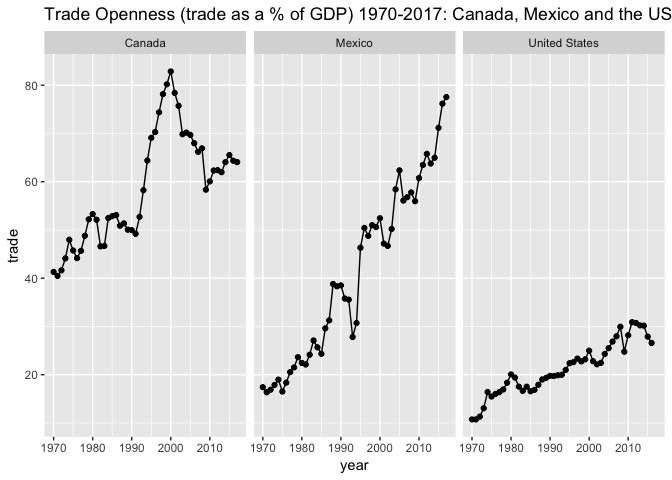 Trade Openness (trade as a % of GDP) 1970-2017: Canada, Mexico and the US
Canada Mexico United States
80
60
40
20
trade
1970 1980 1990 2000 2010 1970 1980 1990 2000 2010 1970 1980 1990 2000 2010
year